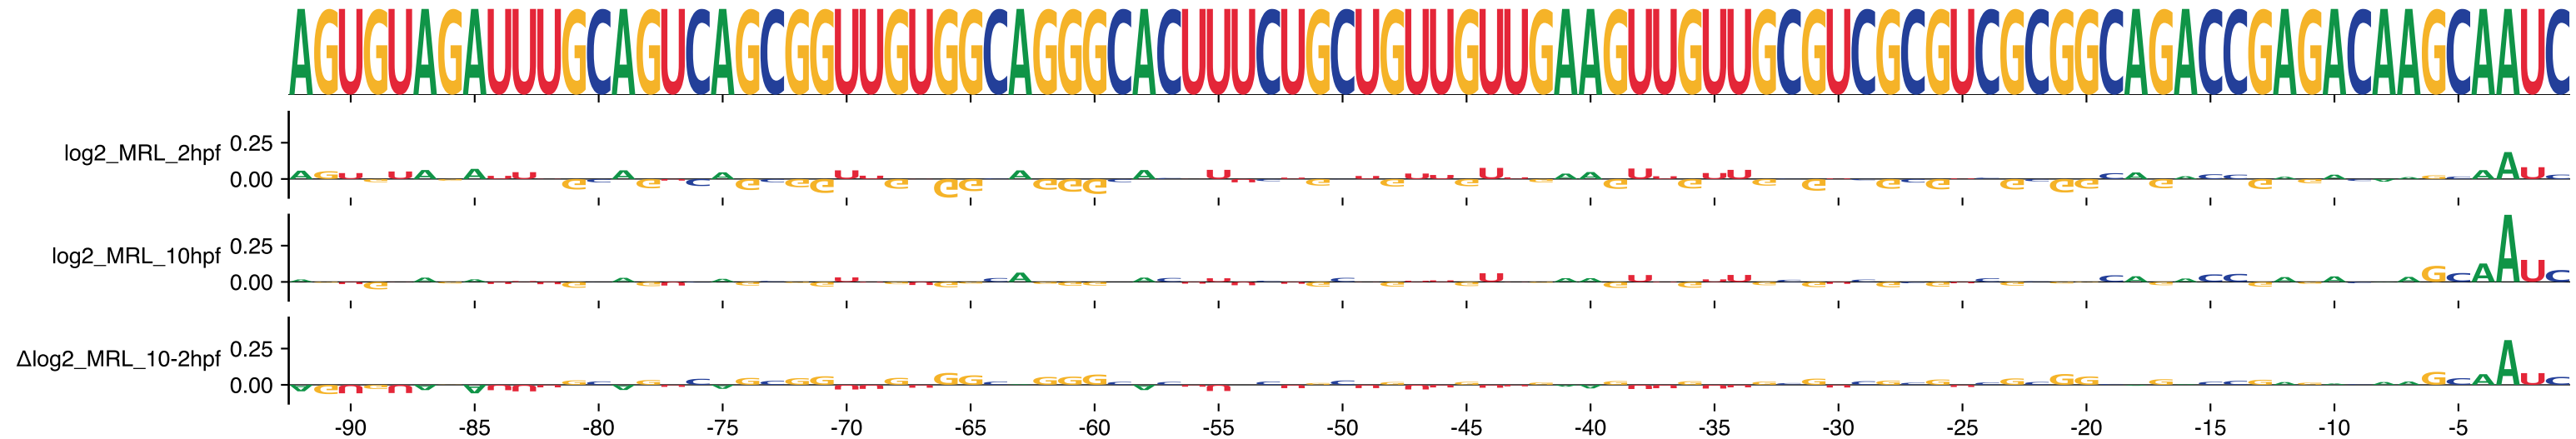 AGUGUAGAUUUGCAGUCAGCGGUUGUGGCAGGGCACUUUCUGCUGUUGUUGAAGUUGUUGCGUCGCGUCGCGGCAGACCGAGACAAGCAAUC
log2_MRL_2hpf
0.25
0.00
log2_MRL_10hpf
0.25
0.00
Δlog2_MRL_10-2hpf
0.25
0.00
-90 -85 -80 -75 -70 -65 -60 -55 -50 -45 -40 -35 -30 -25 -20 -15 -10 -5